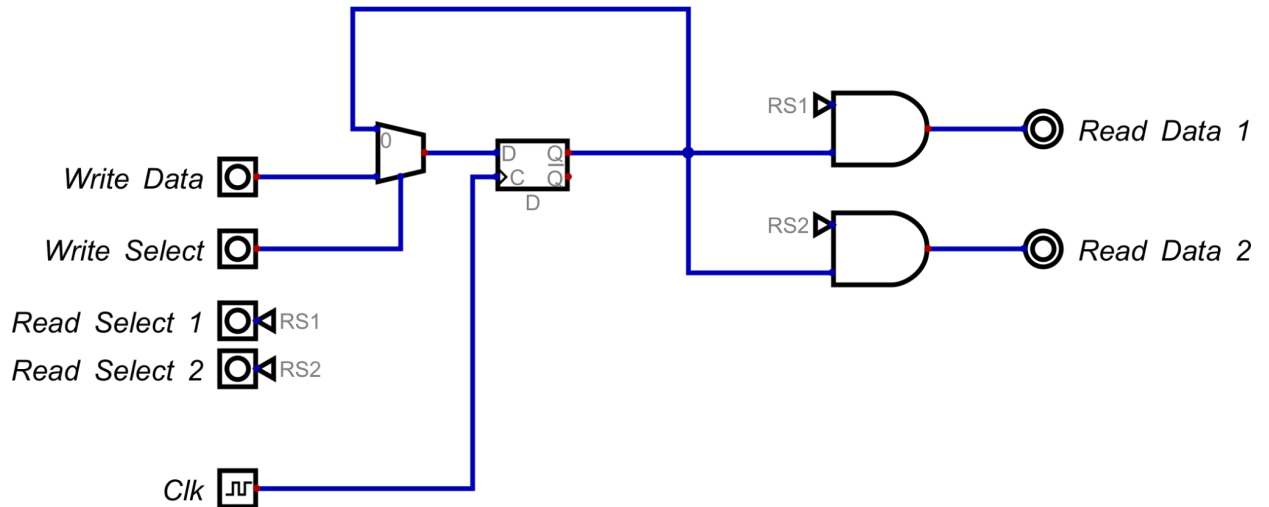 RS1
Read Data 1
0
Write Data
D
Q
C
Q
D
RS2
Write Select
Read Data 2
Read Select 1
RS1
Read Select 2
RS2
Clk